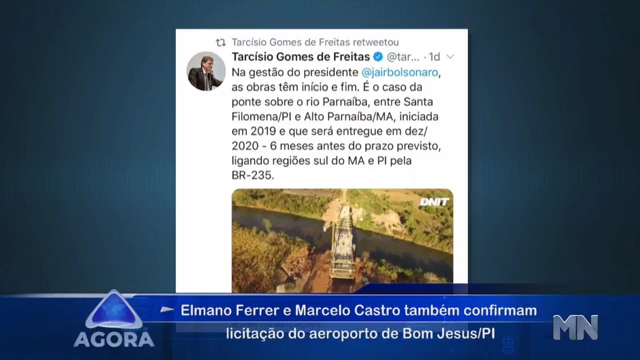 Tarcísio Gomes de Freitas retweetou
Tarcísio Gomes de Freitas @tar... · 1d
Na gestão do presidente @jairbolsonaro,
as obras têm início e fim. É o caso da
ponte sobre o rio Parnaíba, entre Santa
Filomena/PI e Alto Parnaíba/MA, iniciada
em 2019 e que será entregue em dez/
2020 - 6 meses antes do prazo previsto,
ligando regiões sul do MA e PI pela
BR-235.
DNIT
Elmano Ferrer e Marcelo Castro também confirmam
licitação do aeroporto de Bom Jesus/PI
AGORA
MN